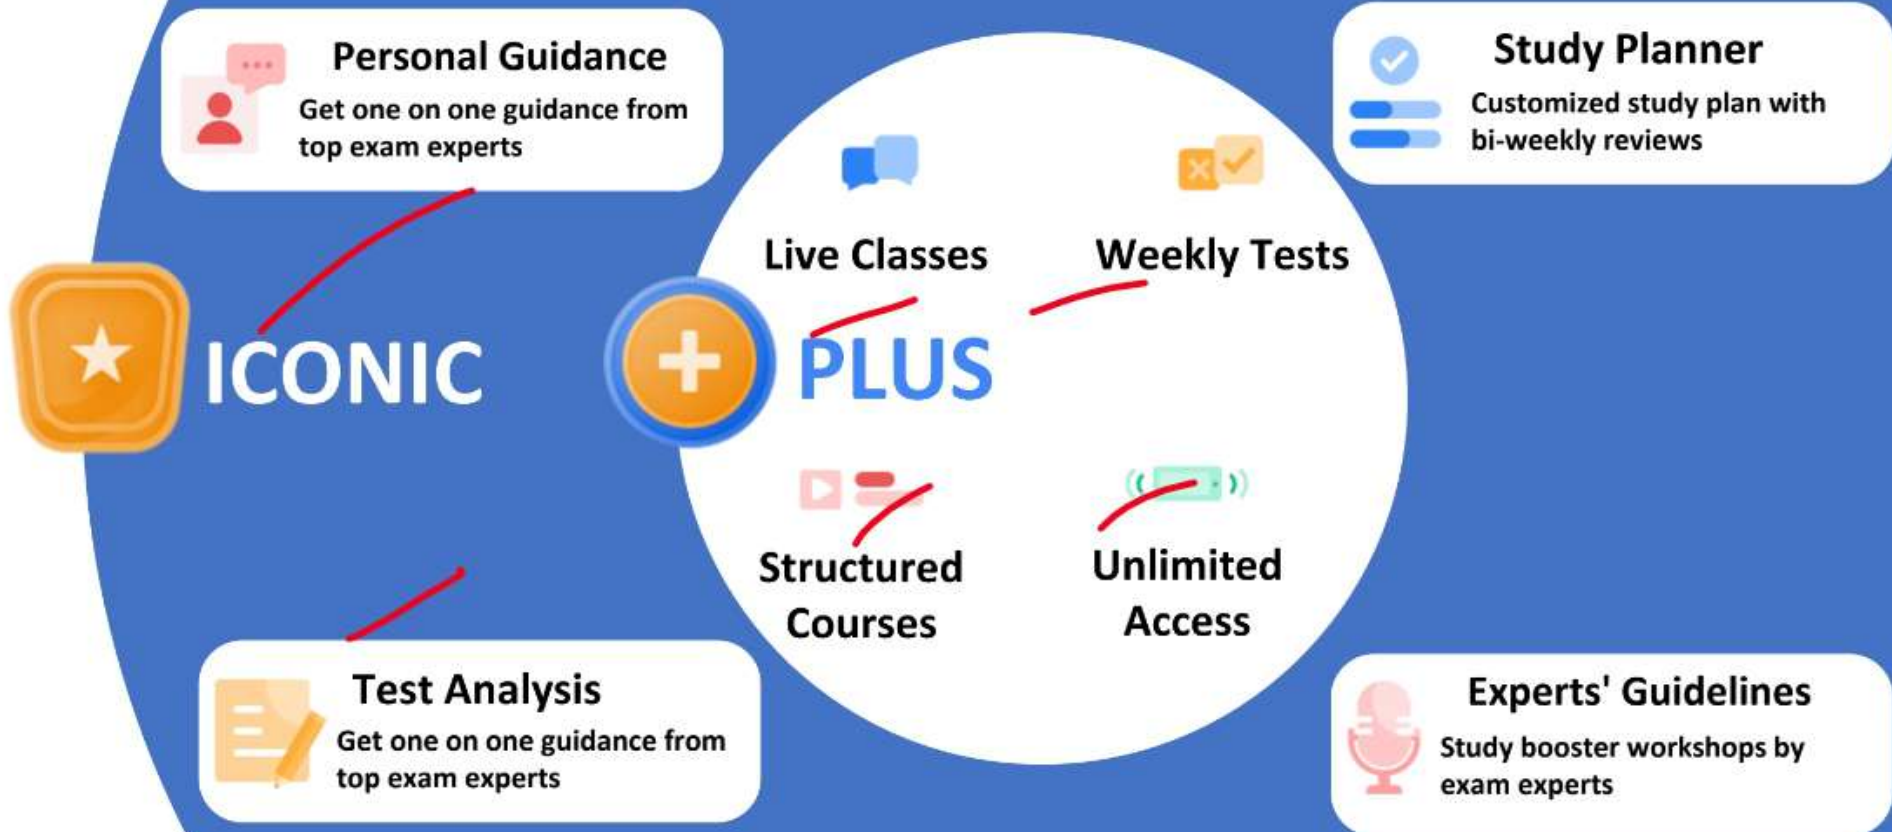 Personal Guidance
Get one on one guidance from
top exam experts
Study Planner
Customized study plan with
bi-weekly reviews
Live Classes
Weekly Tests
ICONIC
PLUS
Structured
Courses
Unlimited
Access
Test Analysis
Get one on one guidance from
top exam experts
Experts' Guidelines
Study booster workshops by
exam experts